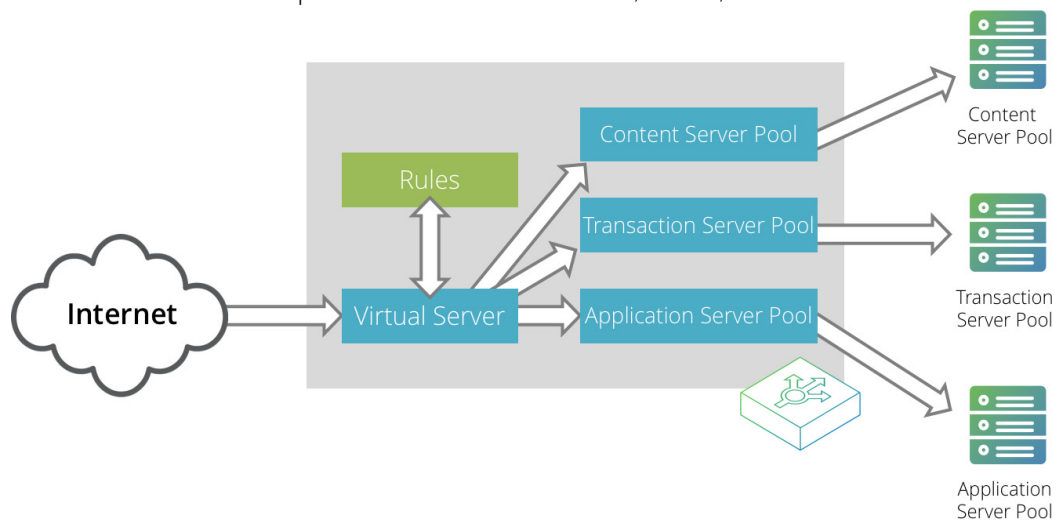 Content
Server Pool
Content Server Pool
Rules
Transaction Server Pool
Transaction
Server Pool
Internet
Virtual Server
Application Server Pool
Application
Server Pool